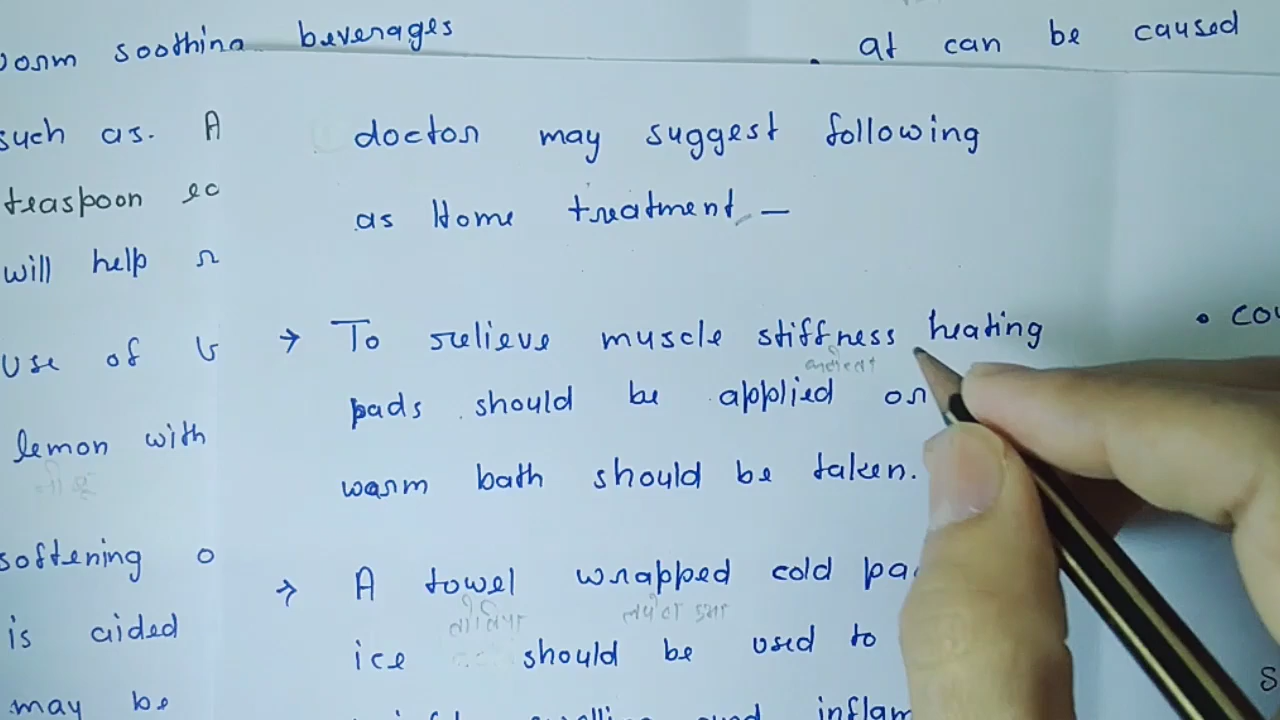 soothing beverages
such as. A
teaspoon
will help
use of
lemon with
softening
is aided
may be
doctor may suggest following
as Home treatment —
→ To relieve muscle stiffness heating
pads should be applied or
warm bath should be taken.
→ A towel wrapped cold
तौलिया लपेटा हुआ
ice should be used to
and
at can be caused